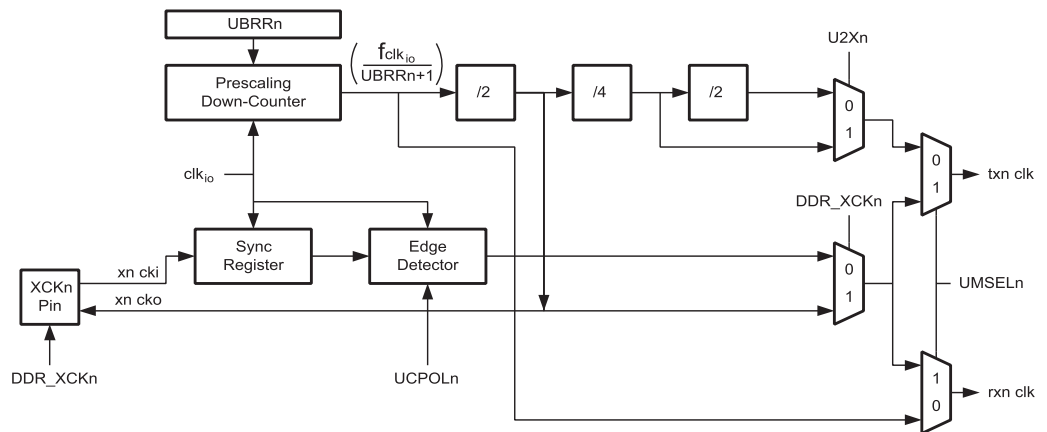 UBRRn
U2Xn
(fclkio
UBRRn+1)
Prescaling
Down-Counter
/2
/4
/2
0
1
clkio
0
1
txn clk
DDR_XCKn
Sync
Register
Edge
Detector
xn cki
0
1
XCKn
Pin
xn cko
UMSELn
DDR_XCKn
UCPOLn
1
0
rxn clk